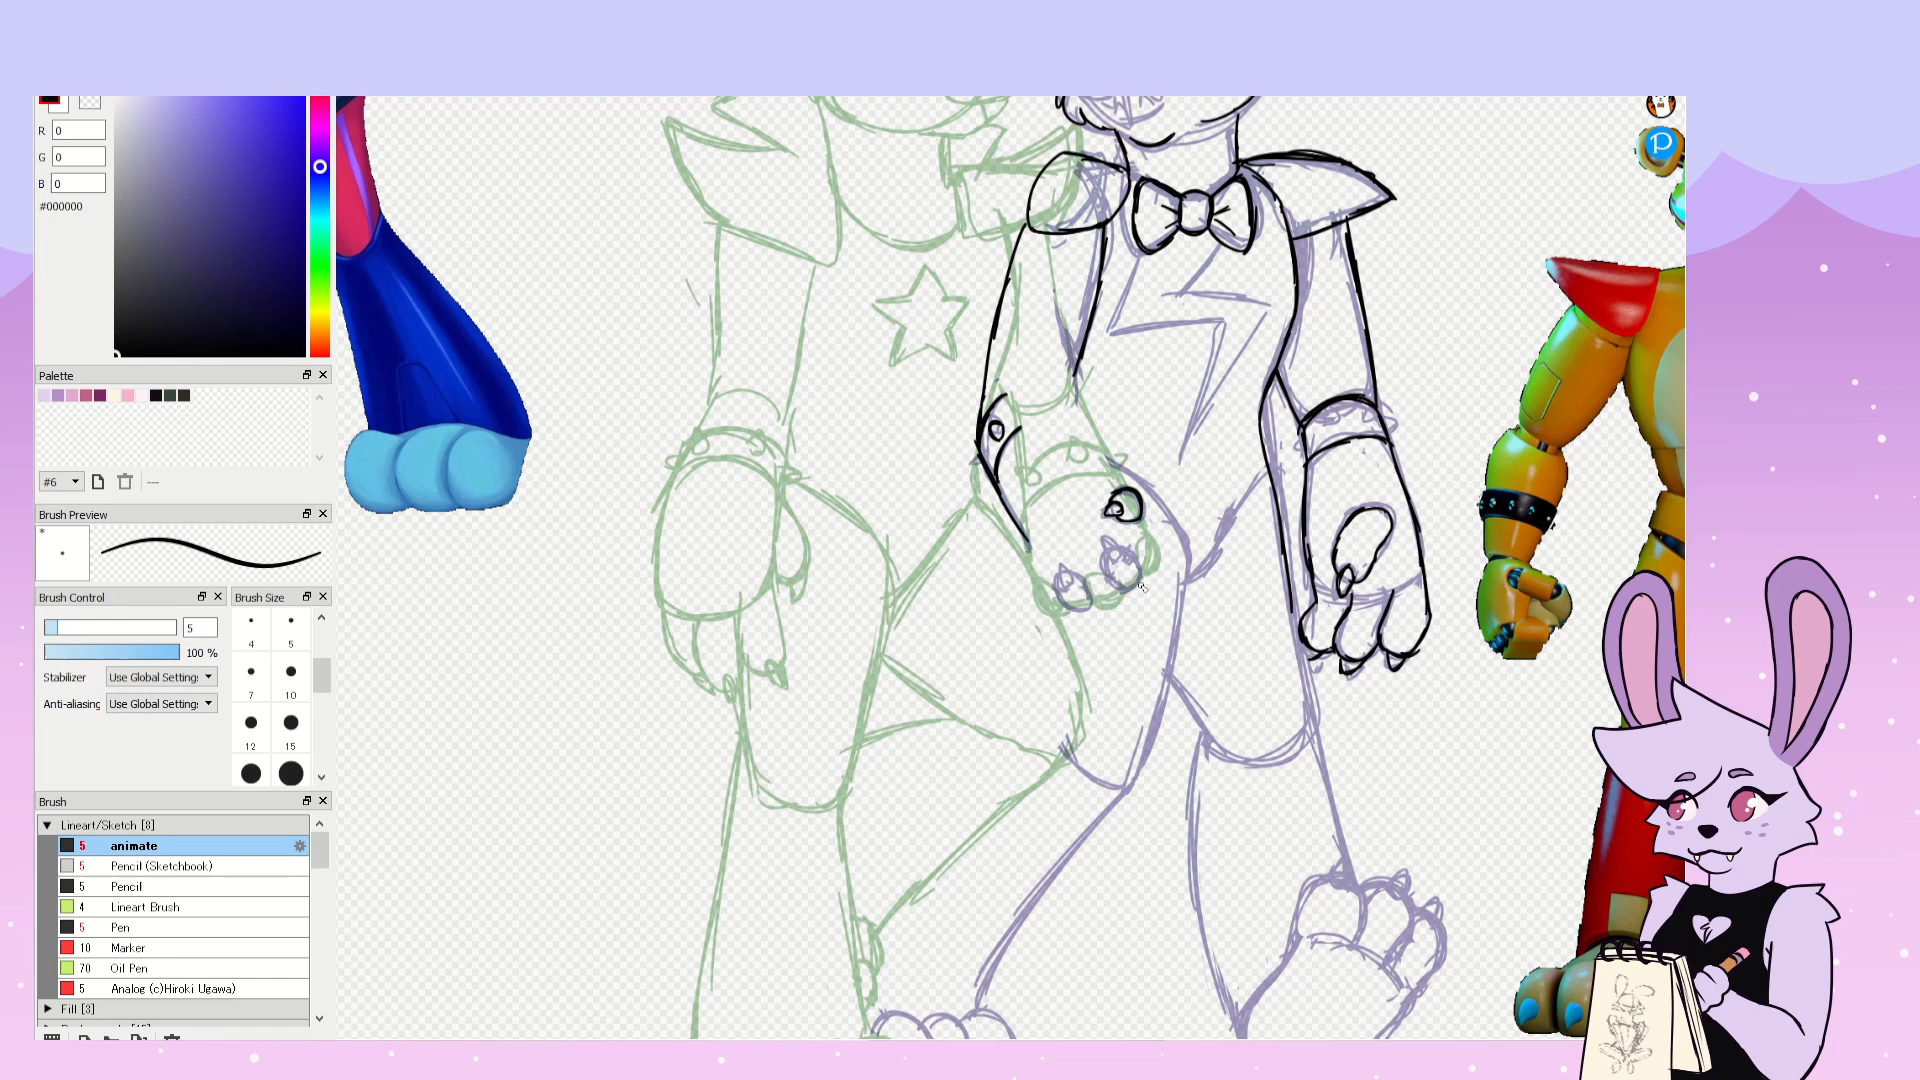 R 0
G 0
B 0
#000000
Palette
#6
---
Brush Preview
*
Brush Control
Brush Size
5
100 %
Stabilizer Use Global Setting:
Anti-aliasing Use Global Setting:
4 5
7 10
12 15
Brush
Lineart/Sketch [8]
5 animate
5 Pencil (Sketchbook)
5 Pencil
4 Lineart Brush
5 Pen
10 Marker
70 Oil Pen
5 Analog (c)Hiroki Ugawa)
Fill [3]
P